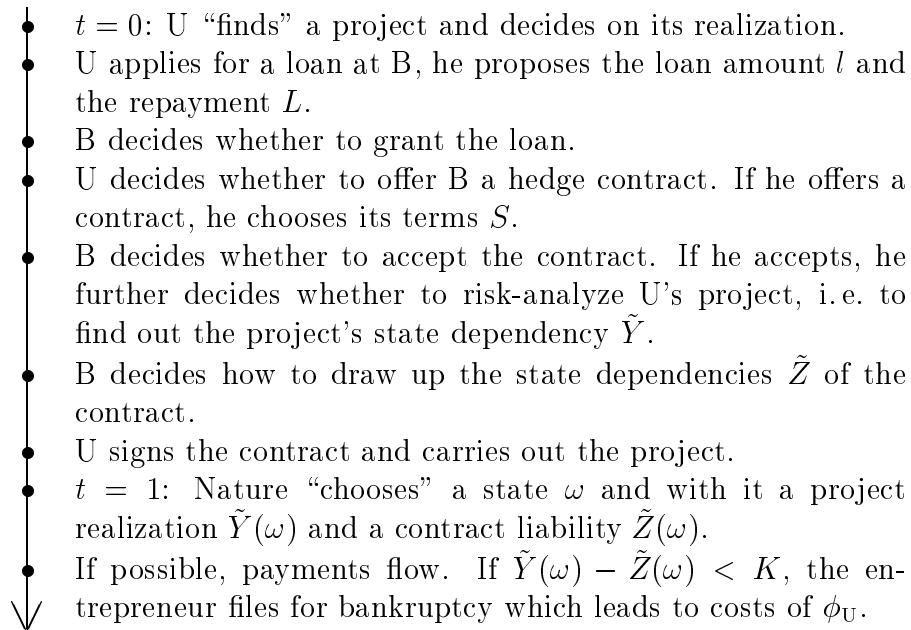 t = 0: U “finds” a project and decides on its realization.
U applies for a loan at B, he proposes the loan amount l and
the repayment L.
B decides whether to grant the loan.
U decides whether to offer B a hedge contract. If he offers a
contract, he chooses its terms S.
B decides whether to accept the contract. If he accepts, he
further decides whether to risk-analyze U's project, i. e. to
find out the project's state dependency Ỹ.
B decides how to draw up the state dependencies Z̃ of the
contract.
U signs the contract and carries out the project.
t = 1: Nature “chooses” a state ω and with it a project
realization Ỹ(ω) and a contract liability Z̃(ω).
If possible, payments flow. If Ỹ(ω) − Z̃(ω) < K, the en-
trepreneur files for bankruptcy which leads to costs of ϕ_U.